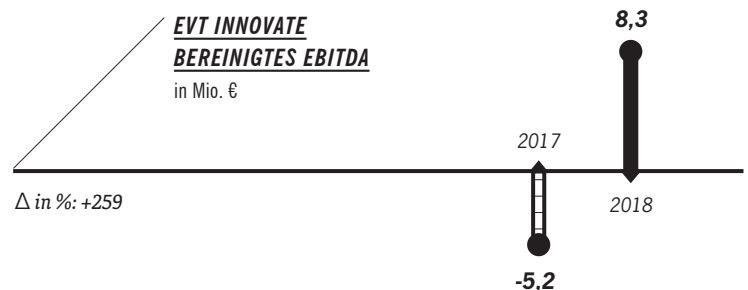 EVT INNOVATE
BEREINIGTES EBITDA
in Mio. €
8,3
2017
Δ in %: +259
2018
-5,2